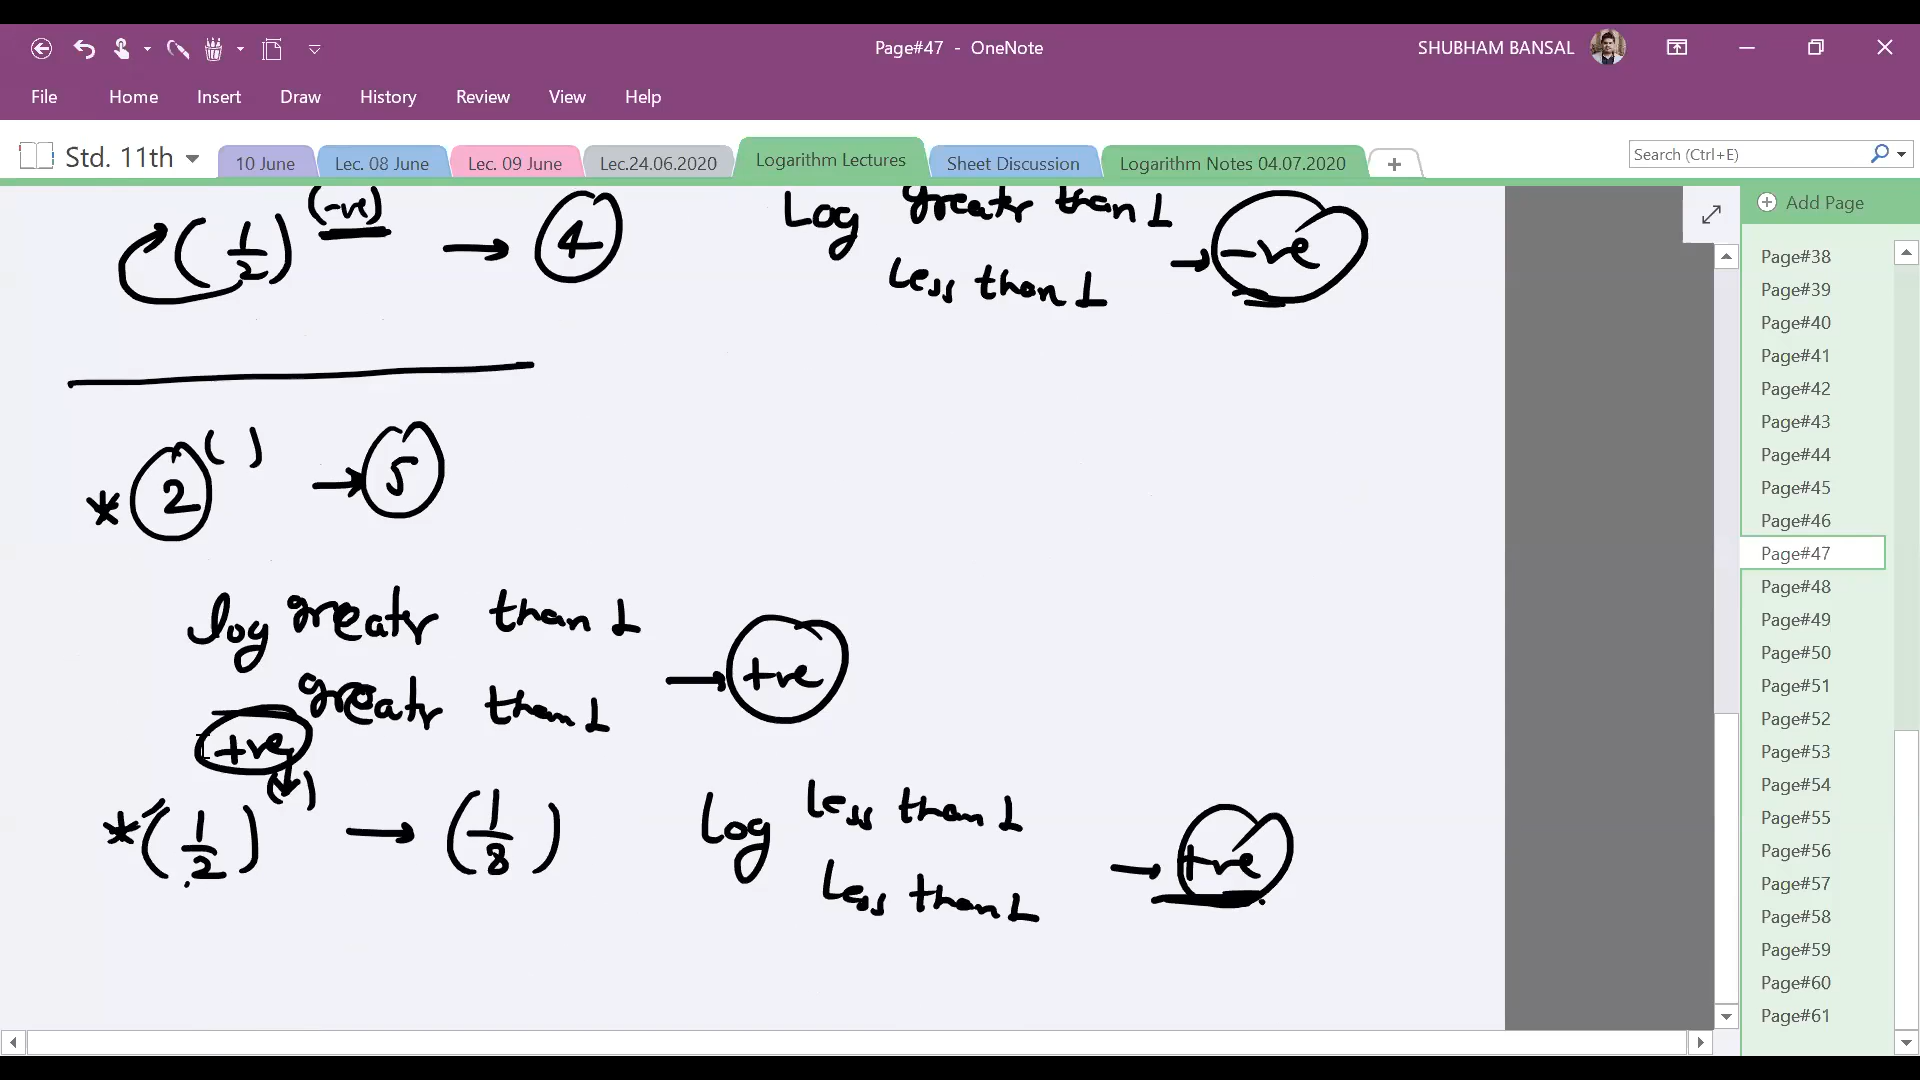 Page#47 - OneNote
SHUBHAM BANSAL
File Home Insert Draw History Review View Help
Std. 11th
10 June
Lec. 08 June
Lec. 09 June
Lec.24.06.2020
Logarithm Lectures
Sheet Discussion
Logarithm Notes 04.07.2020
+
Search (Ctrl+E)
(1/2)^(-ve) → 4
Log greater than 1
less than 1 → -ve
* 2^( ) → 5
log greatr than 1
greatr than 1 → +ve
+ve
* (1/2)^( ) → (1/8)
Log less than 1
less than 1 → +ve
Add Page
Page#38
Page#39
Page#40
Page#41
Page#42
Page#43
Page#44
Page#45
Page#46
Page#47
Page#48
Page#49
Page#50
Page#51
Page#52
Page#53
Page#54
Page#55
Page#56
Page#57
Page#58
Page#59
Page#60
Page#61